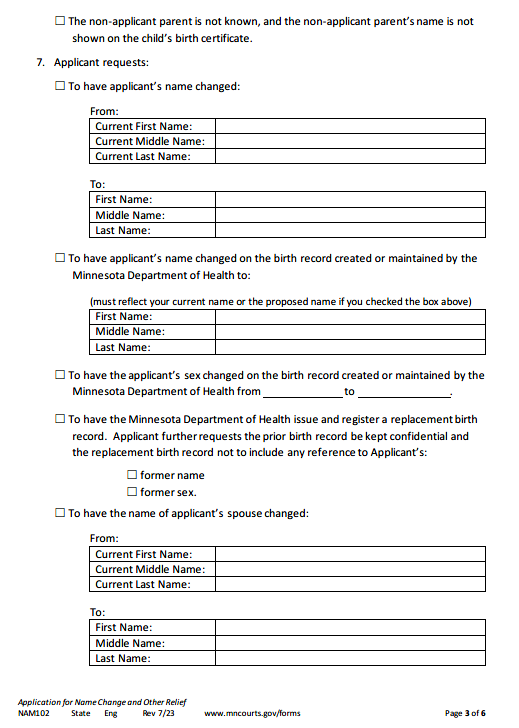 ☐ The non-applicant parent is not known, and the non-applicant parent's name is not
shown on the child's birth certificate.
7. Applicant requests:
☐ To have applicant's name changed:
From:
Current First Name:
Current Middle Name:
Current Last Name:
To:
First Name:
Middle Name:
Last Name:
☐ To have applicant's name changed on the birth record created or maintained by the
Minnesota Department of Health to:
(must reflect your current name or the proposed name if you checked the box above)
First Name:
Middle Name:
Last Name:
☐ To have the applicant's sex changed on the birth record created or maintained by the
Minnesota Department of Health from ______________ to ________________.
☐ To have the Minnesota Department of Health issue and register a replacement birth
record. Applicant further requests the prior birth record be kept confidential and
the replacement birth record not to include any reference to Applicant's:
☐ former name
☐ former sex.
☐ To have the name of applicant's spouse changed:
From:
Current First Name:
Current Middle Name:
Current Last Name:
To:
First Name:
Middle Name:
Last Name:
Application for Name Change and Other Relief
NAM102 State Eng Rev 7/23 www.mncourts.gov/forms Page 3 of 6